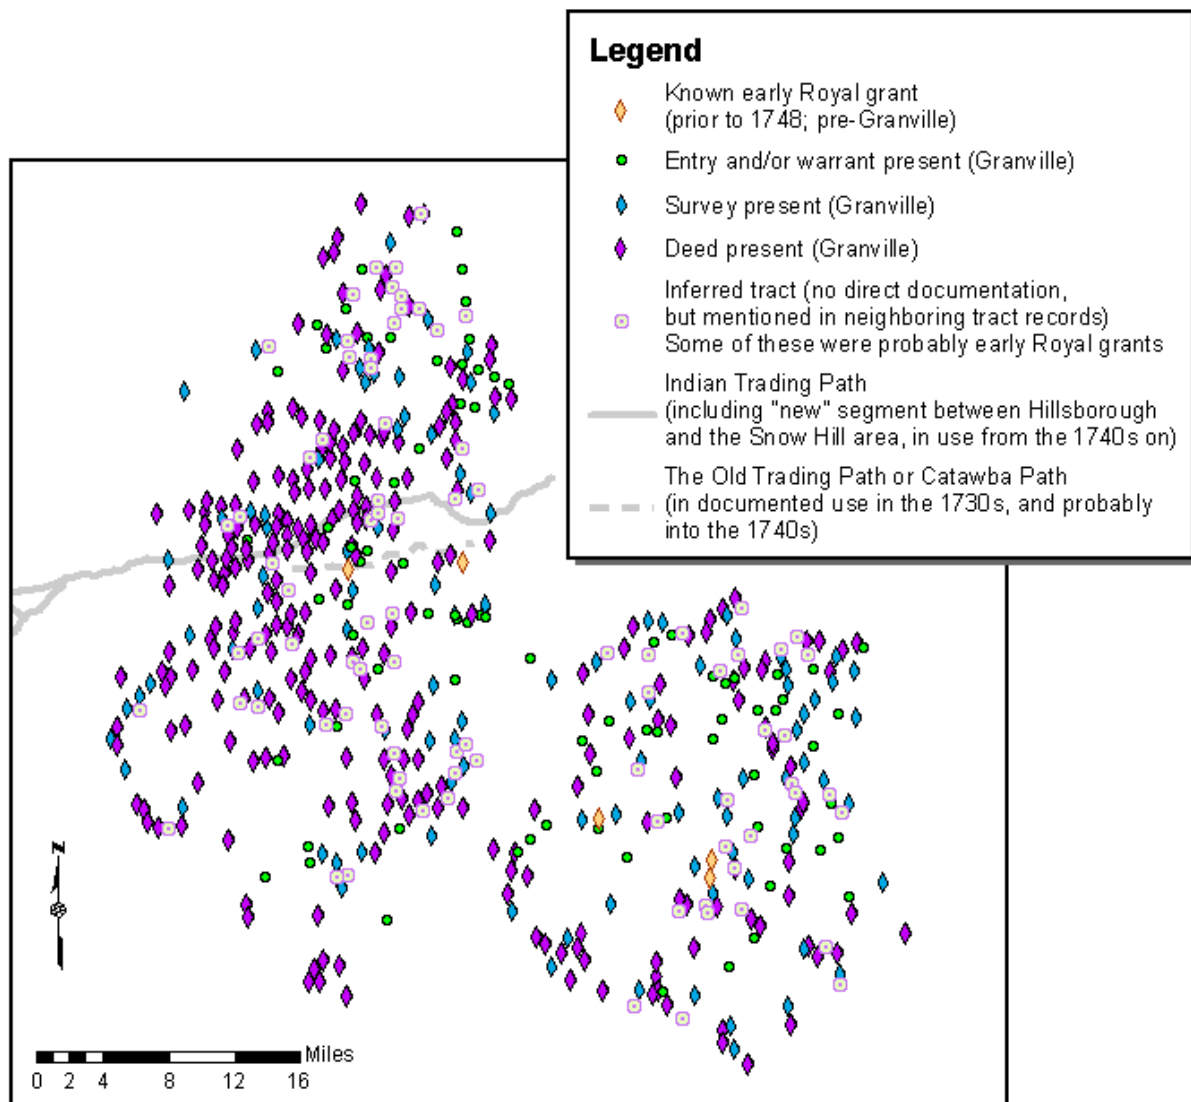 Legend
Known early Royal grant
(prior to 1748; pre-Granville)
Entry and/or warrant present (Granville)
Survey present (Granville)
Deed present (Granville)
Inferred tract (no direct documentation,
but mentioned in neighboring tract records)
Some of these were probably early Royal grants
Indian Trading Path
(including "new" segment between Hillsborough
and the Snow Hill area, in use from the 1740s on)
The Old Trading Path or Catawba Path
(in documented use in the 1730s, and probably
into the 1740s)
N
Miles
0 2 4 8 12 16